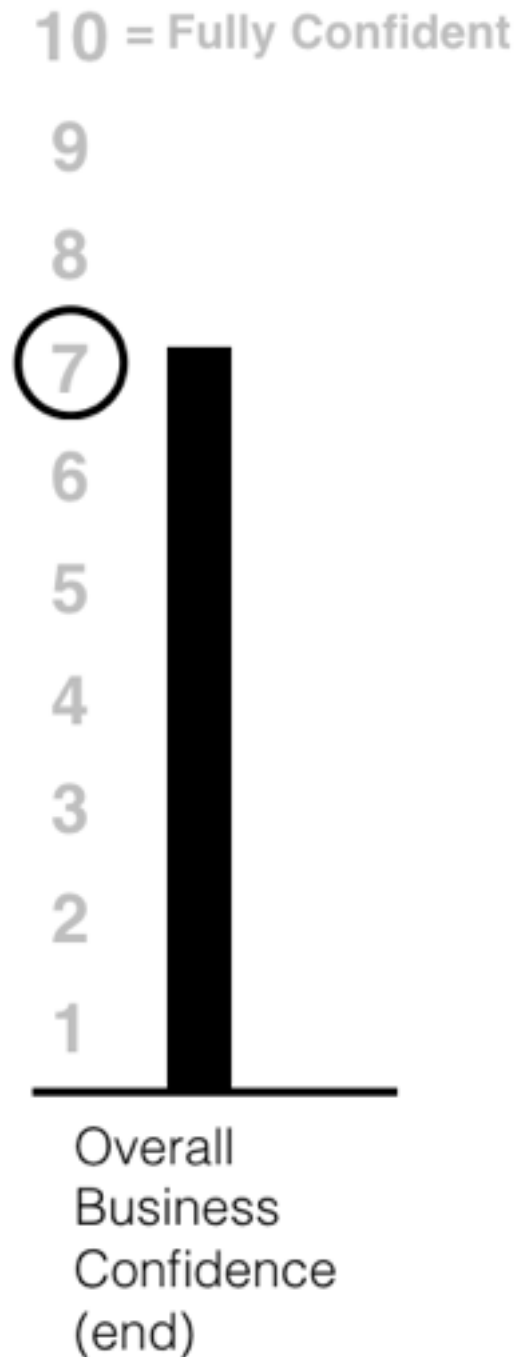 10 = Fully Confident
9
8
7
6
5
4
3
2
1
Overall
Business
Confidence
(end)